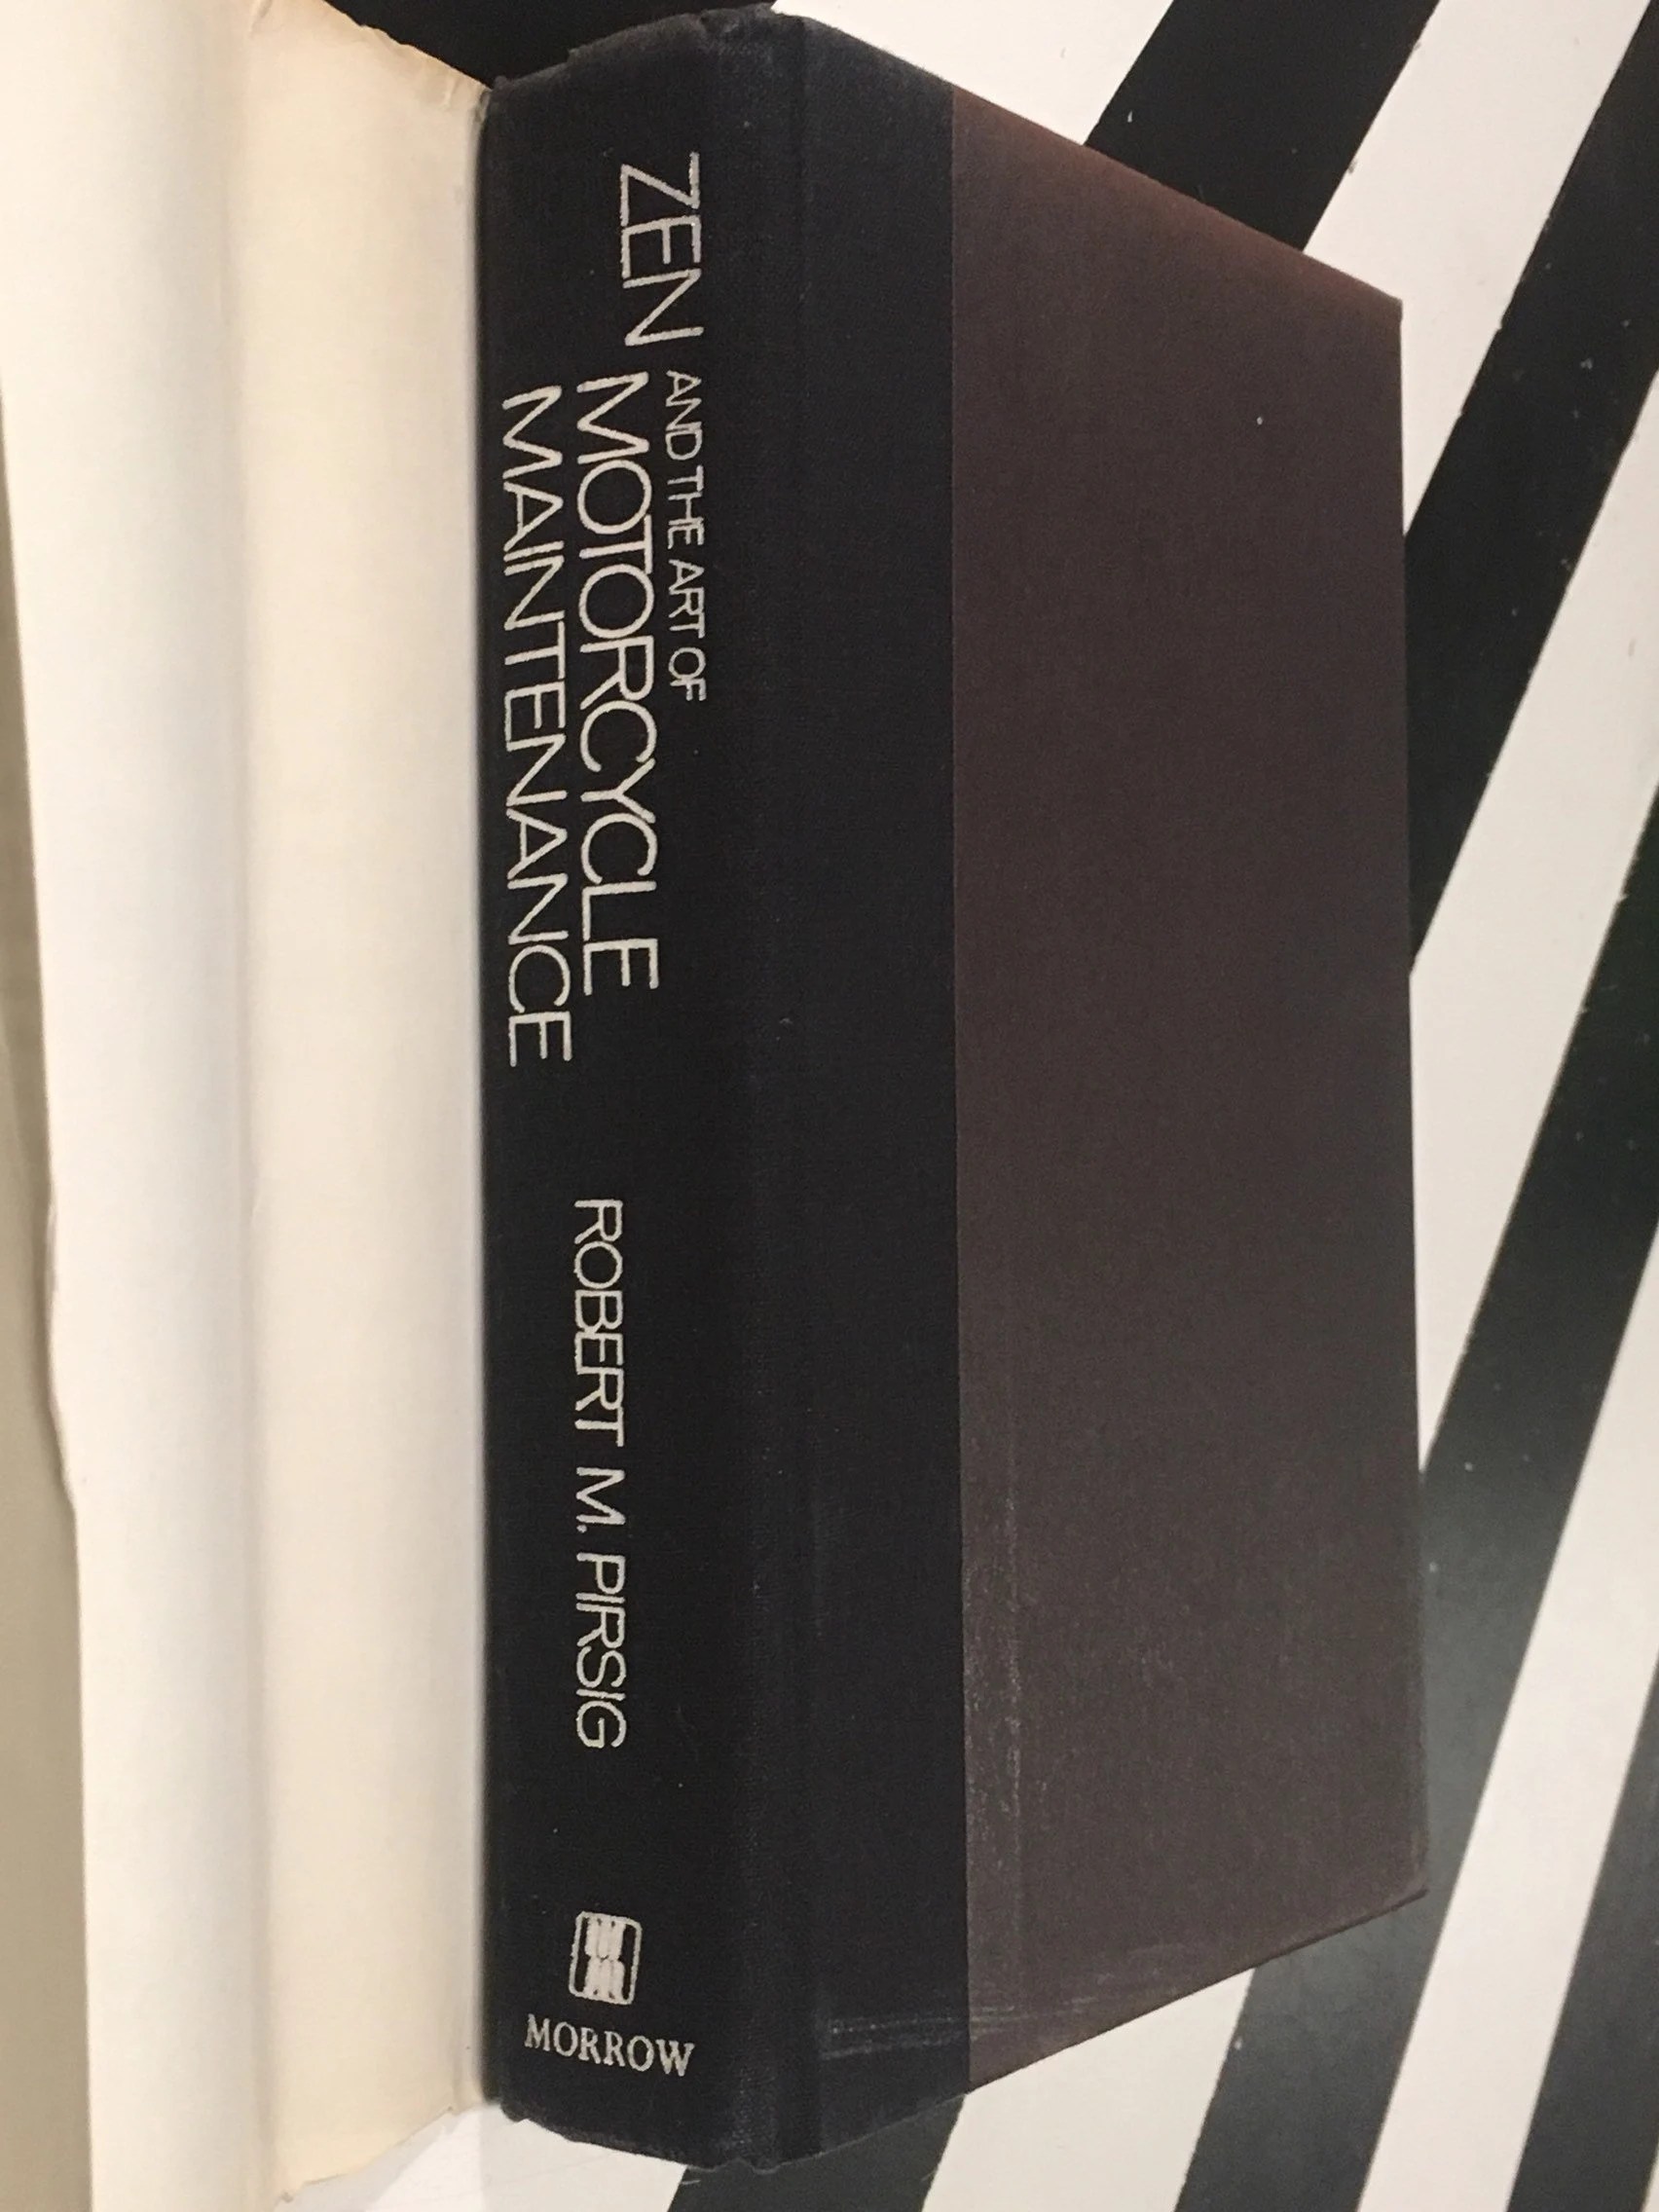 ZEN AND THE ART OF
MOTORCYCLE
MAINTENANCE
ROBERT M. PIRSIG
MORROW